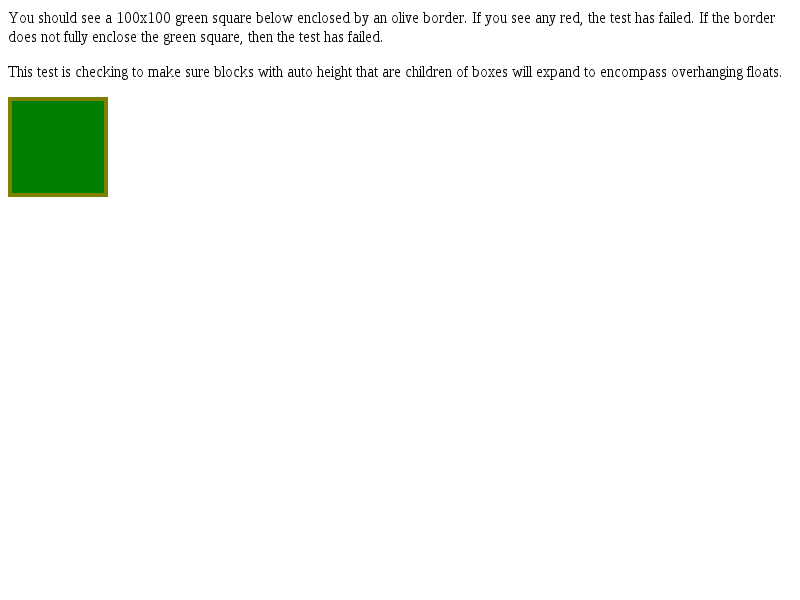 You should see a 100x100 green square below enclosed by an olive border. If you see any red, the test has failed. If the border
does not fully enclose the green square, then the test has failed.
This test is checking to make sure blocks with auto height that are children of boxes will expand to encompass overhanging floats.